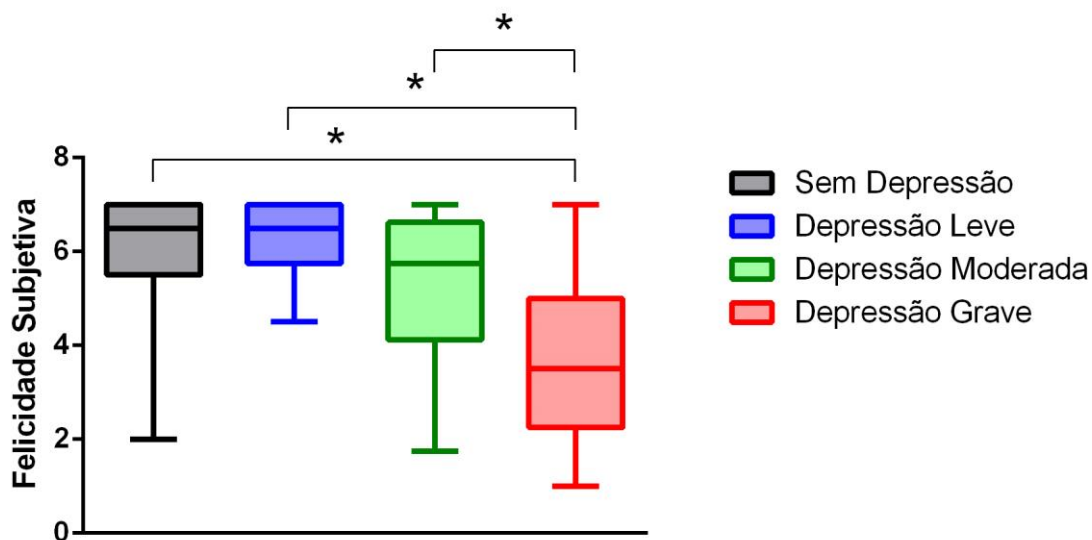 *
*
*
8
6
4
2
0
Felicidade Subjetiva
Sem Depressão
Depressão Leve
Depressão Moderada
Depressão Grave